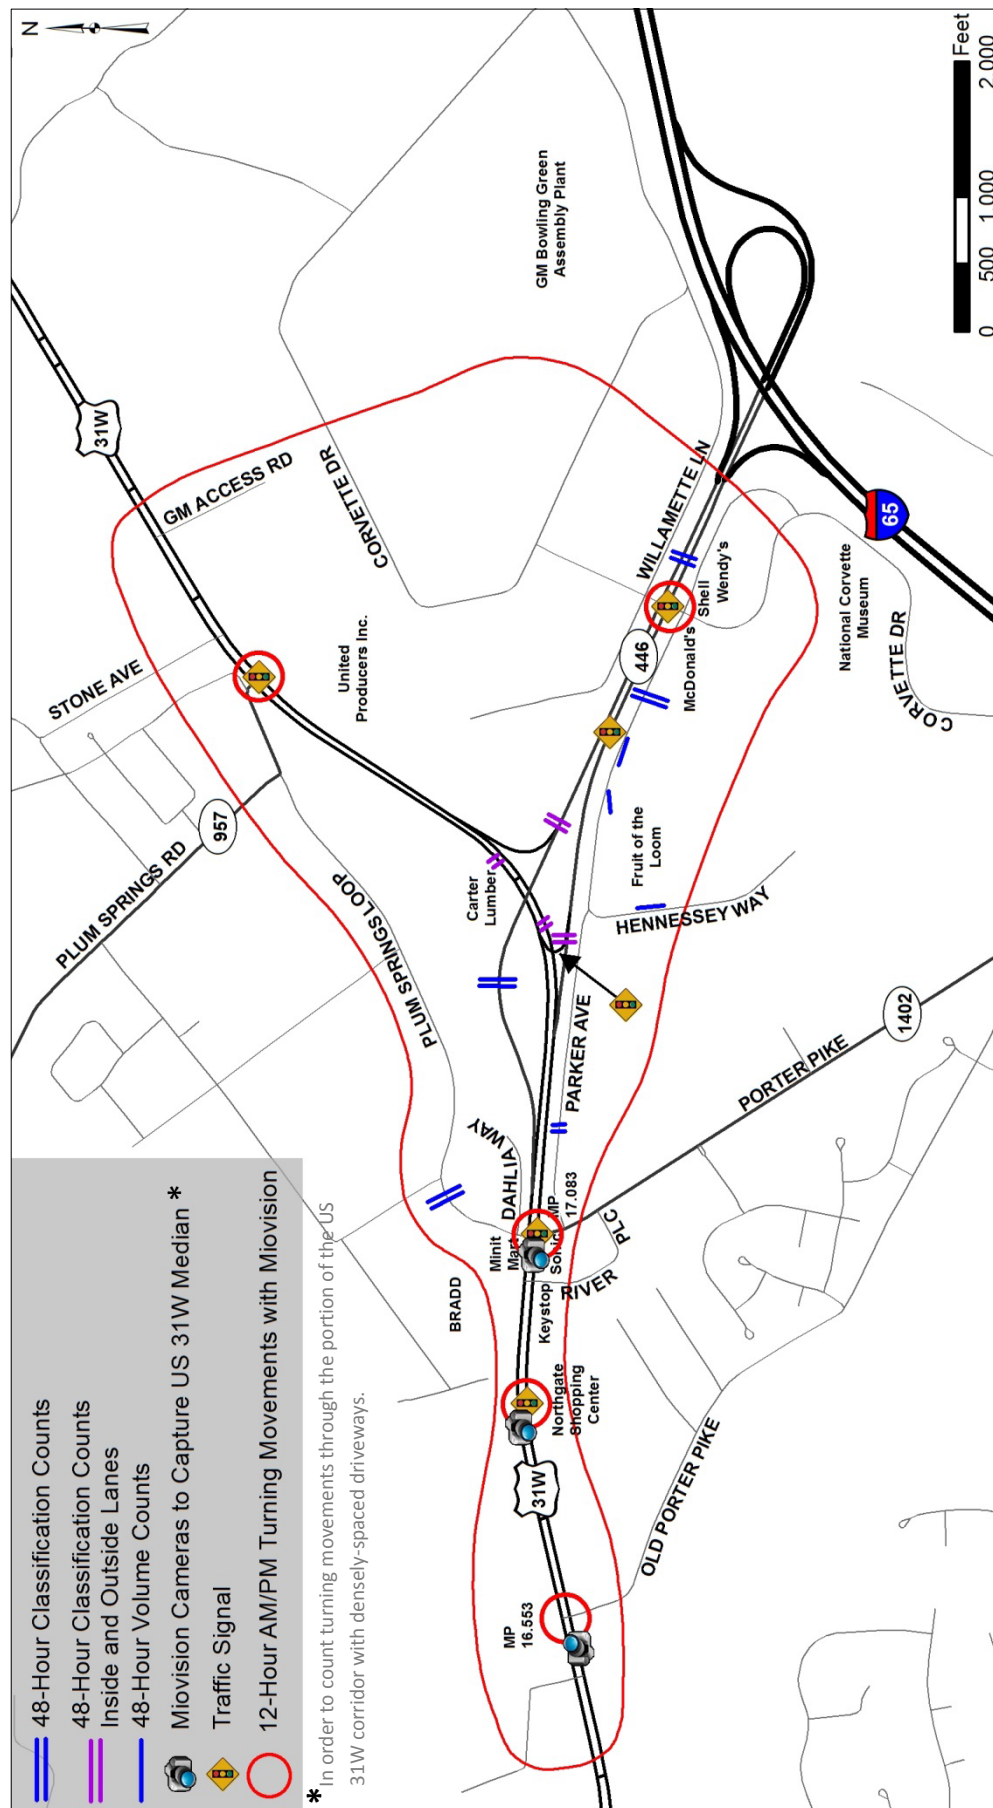 48-Hour Classification Counts
48-Hour Classification Counts
Inside and Outside Lanes
48-Hour Volume Counts
Miovision Cameras to Capture US 31W Median *
Traffic Signal
12-Hour AM/PM Turning Movements with Miovision
* In order to count turning movements through the portion of the US
31W corridor with densely-spaced driveways.
N
31W
GM ACCESS RD
STONE AVE
CORVETTE DR
PLUM SPRINGS RD
957
United
Producers Inc.
GM Bowling Green
Assembly Plant
PLUM SPRINGS LOOP
Carter
Lumber
WILLAMETTE LN
446
McDonald's
Shell
Wendy's
DAHLIA WAY
BRADD
Minit
Mart
Sonic
MP
17.083
PARKER AVE
Fruit of the
Loom
HENNESSEY WAY
National Corvette
Museum
CORVETTE DR
65
Keystop
RIVER PLC
Northgate
Shopping
Center
31W
MP
16.553
OLD PORTER PIKE
PORTER PIKE
1402
Feet
0 500 1 000 2 000